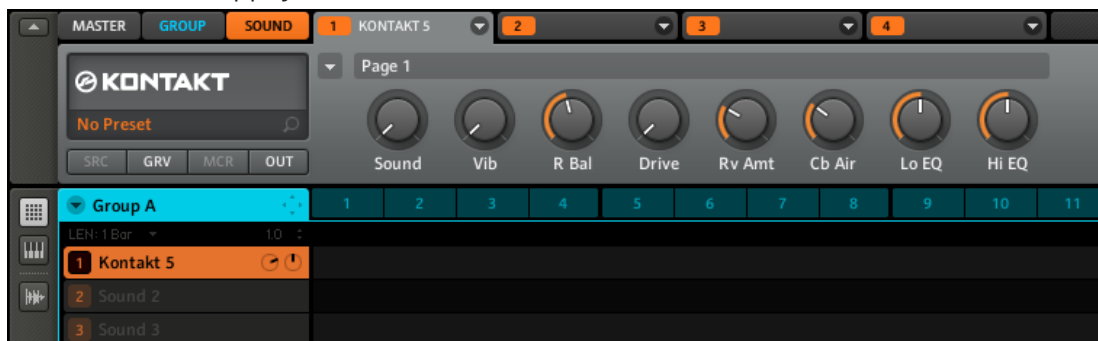 MASTER GROUP SOUND 1 KONTAKT 5 2 3 4
KONTAKT
Page 1
No Preset
SRC GRV MCR OUT
Sound Vib R Bal Drive Rv Amt Cb Air Lo EQ Hi EQ
Group A 1 2 3 4 5 6 7 8 9 10 11
LEN: 1 Bar 1.0
1 Kontakt 5
2 Sound 2
3 Sound 3